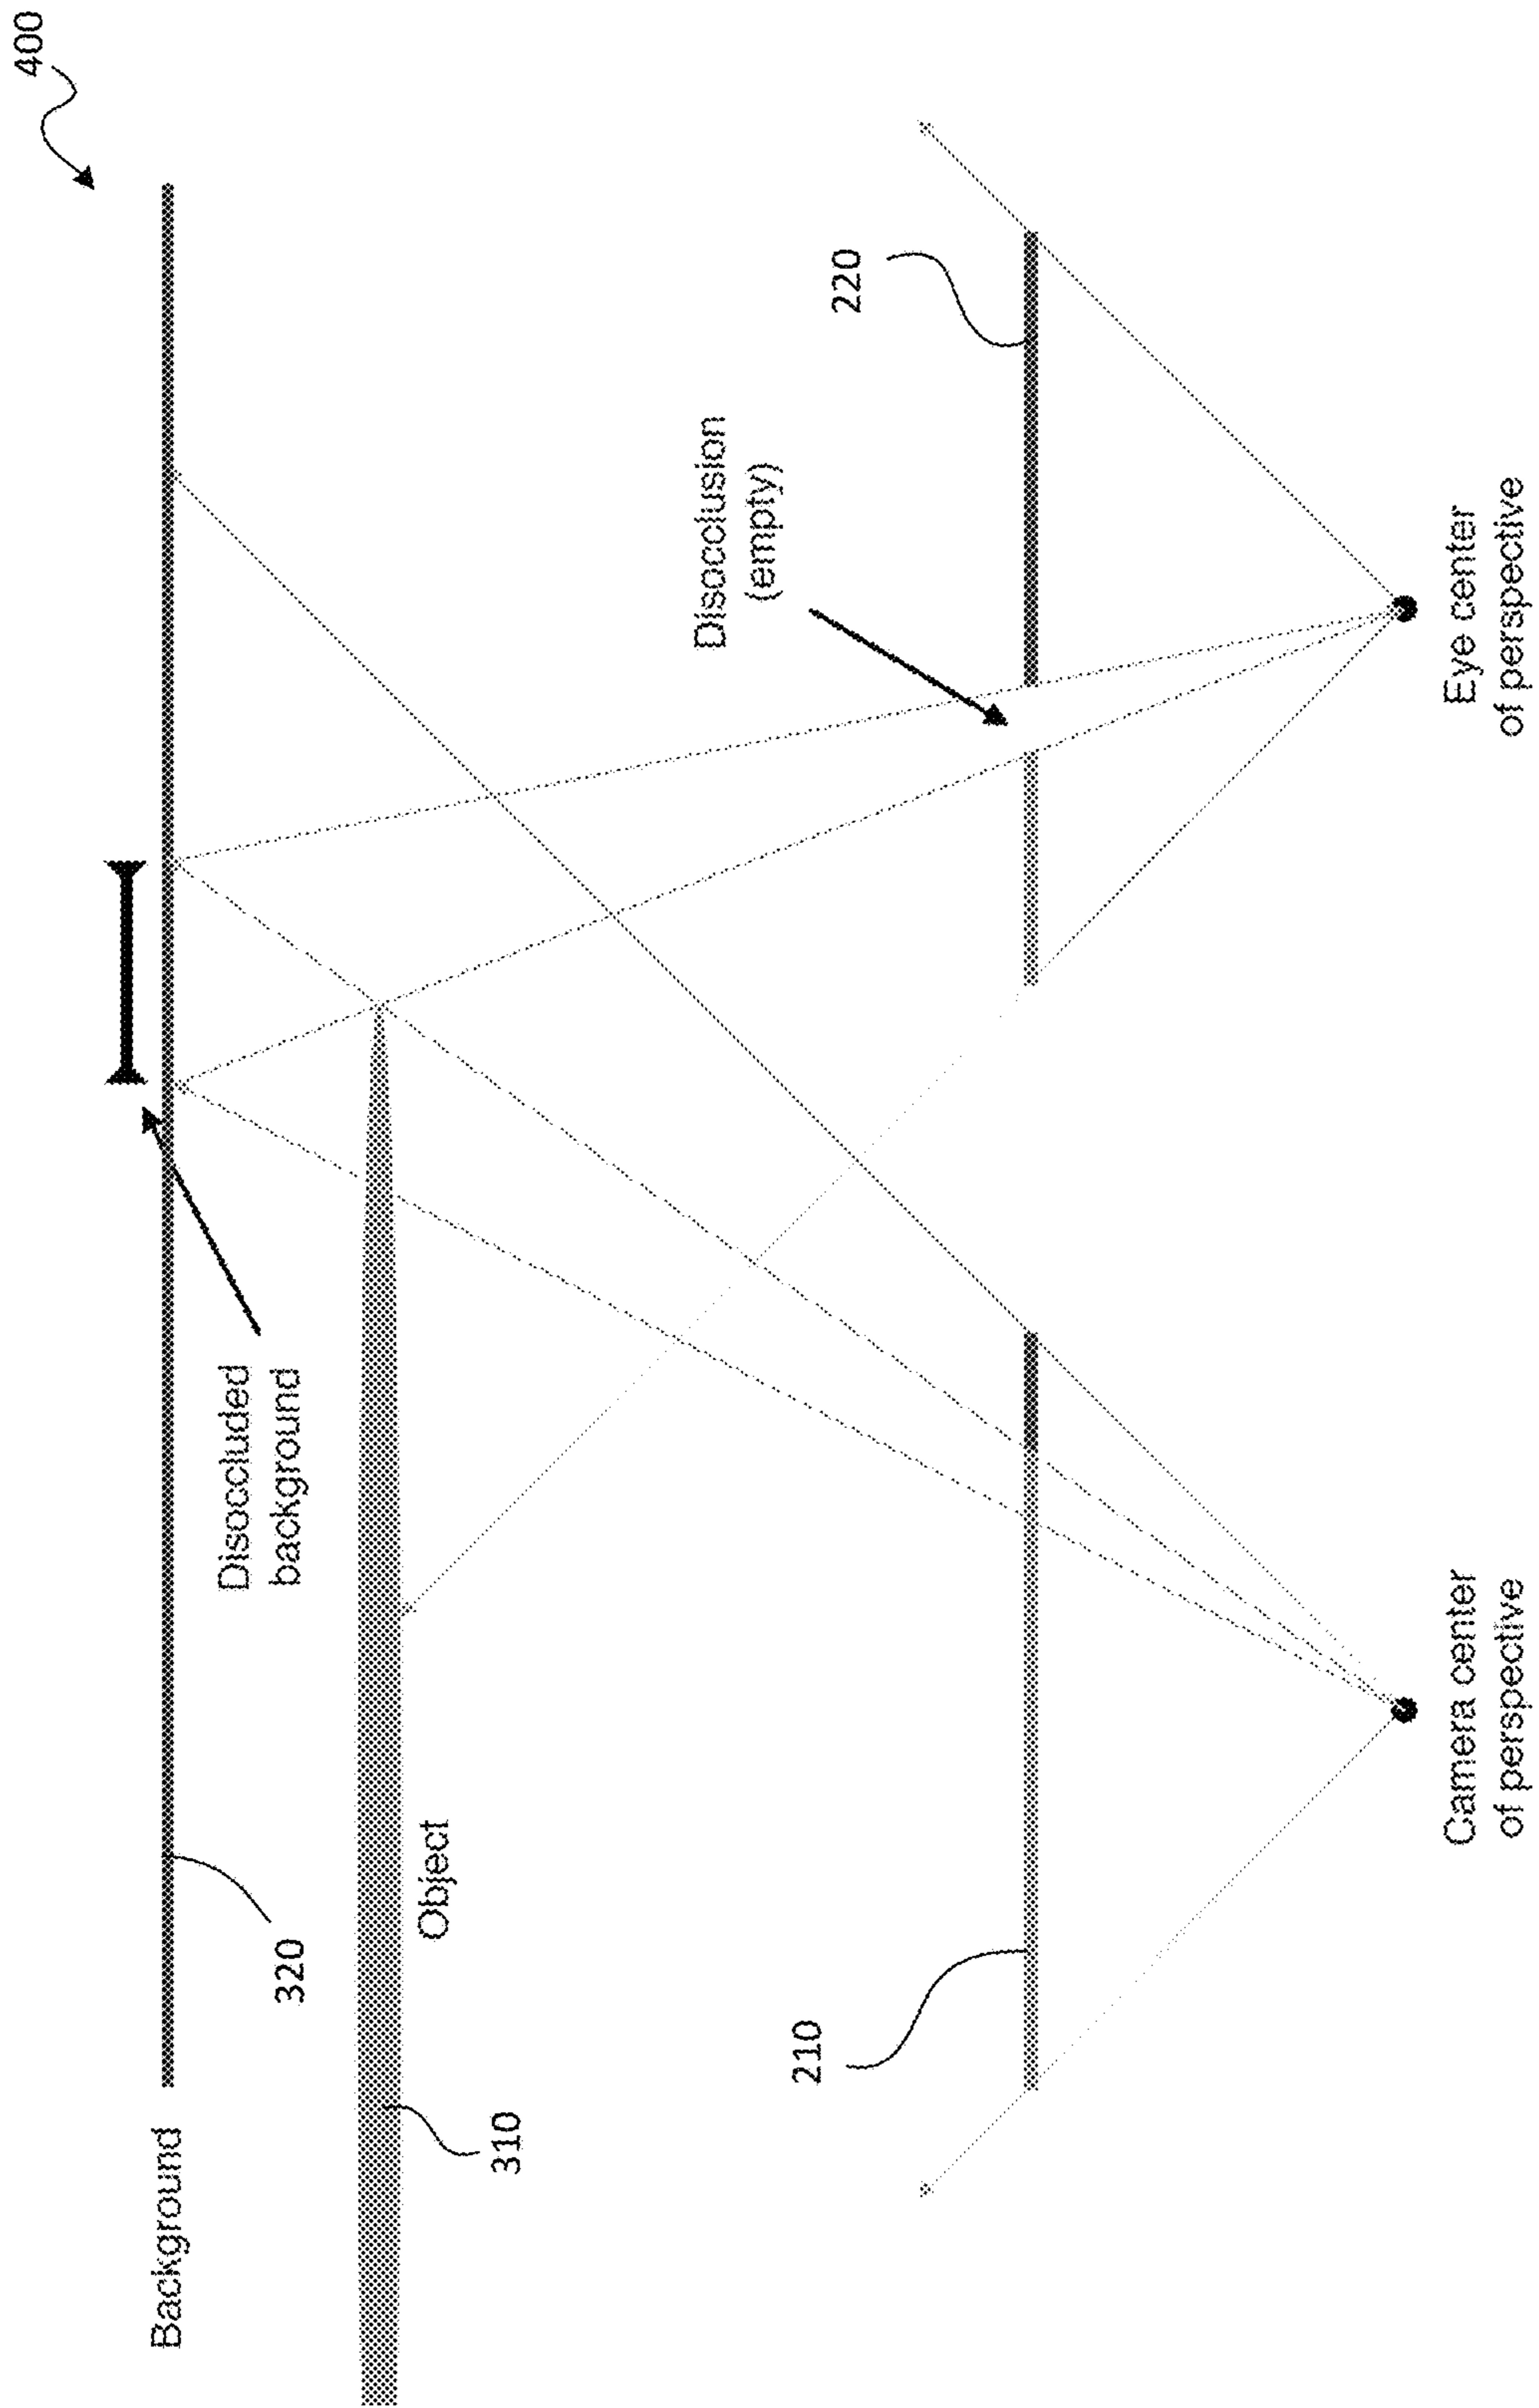 400
Background
320
Disoccluded
background
310
Object
Disocclusion
(empty)
210
220
Camera center
of perspective
Eye center
of perspective